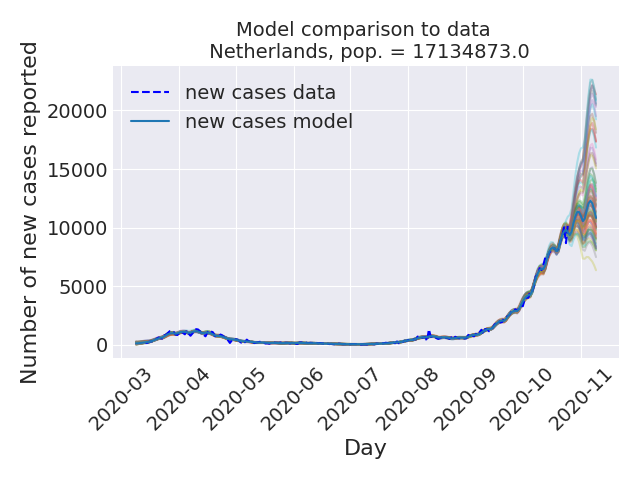 Model comparison to data
Netherlands, pop. = 17134873.0
Number of new cases reported
new cases data
new cases model
20000
15000
10000
5000
0
2020-03
2020-04
2020-05
2020-06
2020-07
2020-08
2020-09
2020-10
2020-11
Day